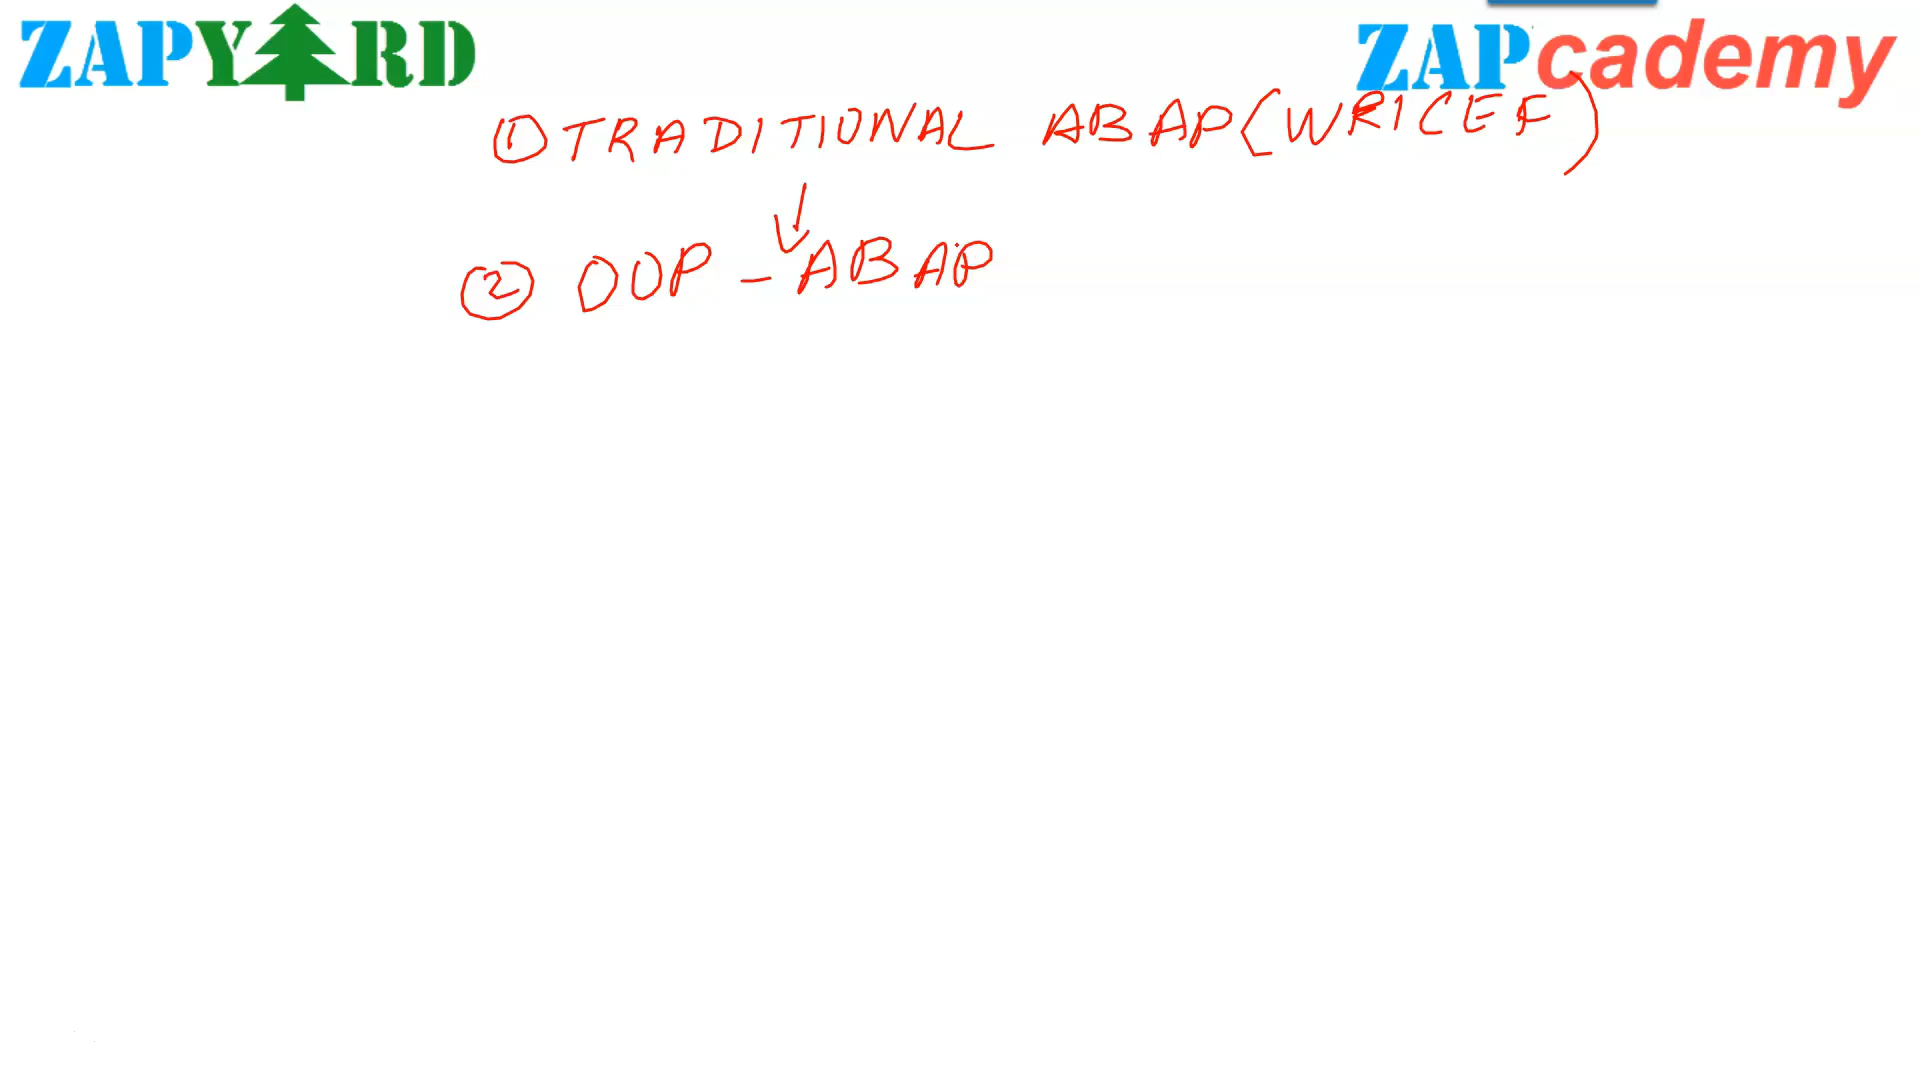 ZAPYARD ZAPcademy
① TRADITIONAL ABAP (WRICEF)
② OOP - ABAP